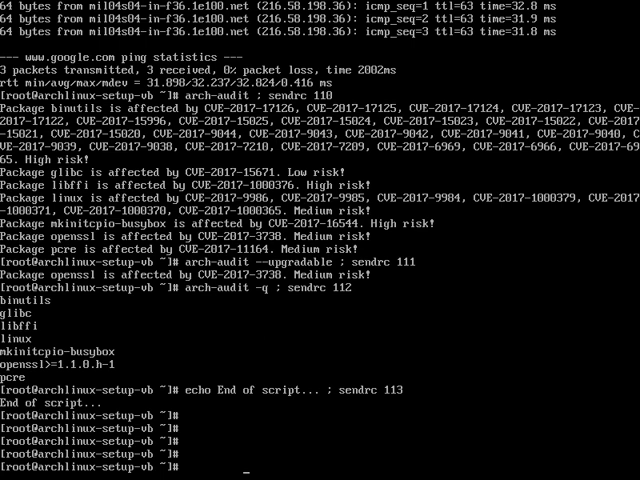 64 bytes from mil04s04-in-f36.1e100.net (216.58.198.36): icmp_seq=1 ttl=63 time=32.8 ms
64 bytes from mil04s04-in-f36.1e100.net (216.58.198.36): icmp_seq=2 ttl=63 time=31.9 ms
64 bytes from mil04s04-in-f36.1e100.net (216.58.198.36): icmp_seq=3 ttl=63 time=31.8 ms
--- www.google.com ping statistics ---
3 packets transmitted, 3 received, 0% packet loss, time 2002ms
rtt min/avg/max/mdev = 31.898/32.237/32.824/0.416 ms
[root@archlinux-setup-vb ~]# arch-audit ; sendrc 110
Package binutils is affected by CVE-2017-17126, CVE-2017-17125, CVE-2017-17124, CVE-2017-17123, CVE-
2017-17122, CVE-2017-15996, CVE-2017-15025, CVE-2017-15024, CVE-2017-15023, CVE-2017-15022, CVE-2017
-15021, CVE-2017-15020, CVE-2017-9044, CVE-2017-9043, CVE-2017-9042, CVE-2017-9041, CVE-2017-9040, C
VE-2017-9039, CVE-2017-9038, CVE-2017-7210, CVE-2017-7209, CVE-2017-6969, CVE-2017-6966, CVE-2017-69
65. High risk!
Package glibc is affected by CVE-2017-15671. Low risk!
Package libffi is affected by CVE-2017-1000376. High risk!
Package linux is affected by CVE-2017-9986, CVE-2017-9985, CVE-2017-9984, CVE-2017-1000379, CVE-2017
-1000371, CVE-2017-1000370, CVE-2017-1000365. Medium risk!
Package mkinitcpio-busybox is affected by CVE-2017-16544. High risk!
Package openssl is affected by CVE-2017-3738. Medium risk!
Package pcre is affected by CVE-2017-11164. Medium risk!
[root@archlinux-setup-vb ~]# arch-audit --upgradable ; sendrc 111
Package openssl is affected by CVE-2017-3738. Medium risk!
[root@archlinux-setup-vb ~]# arch-audit -q ; sendrc 112
binutils
glibc
libffi
linux
mkinitcpio-busybox
openssl>=1.1.0.h-1
pcre
[root@archlinux-setup-vb ~]# echo End of script... ; sendrc 113
End of script...
[root@archlinux-setup-vb ~]#
[root@archlinux-setup-vb ~]#
[root@archlinux-setup-vb ~]#
[root@archlinux-setup-vb ~]#
[root@archlinux-setup-vb ~]# _